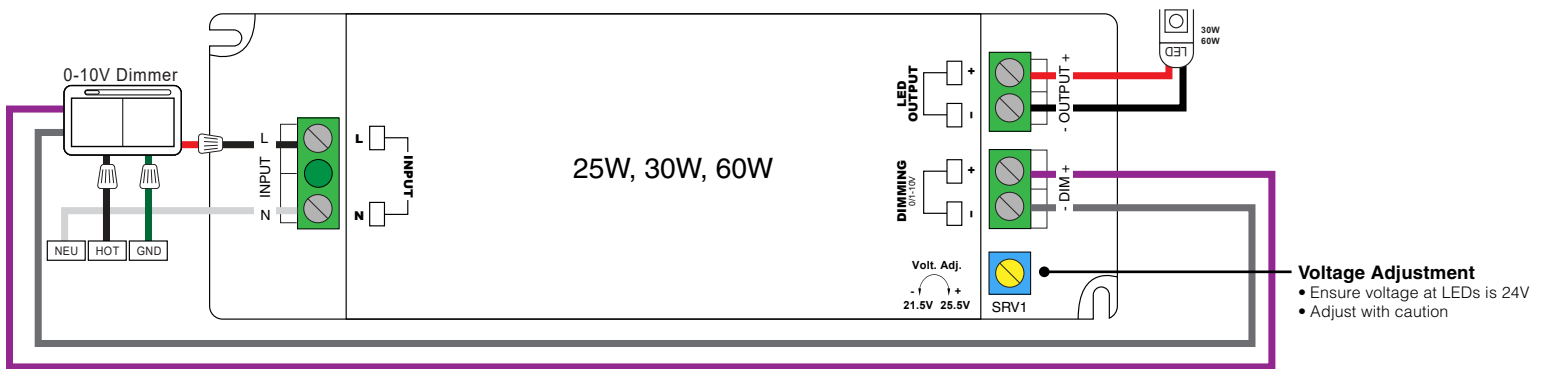 0-10V Dimmer
NEU
HOT
GND
L
INPUT
N
L
INPUT
N
25W, 30W, 60W
LED
OUTPUT
+
-
- OUTPUT +
30W
60W
LED
DIMMING
0/1-10V
+
-
- DIM +
Volt. Adj.
- +
21.5V 25.5V
SRV1
Voltage Adjustment
• Ensure voltage at LEDs is 24V
• Adjust with caution